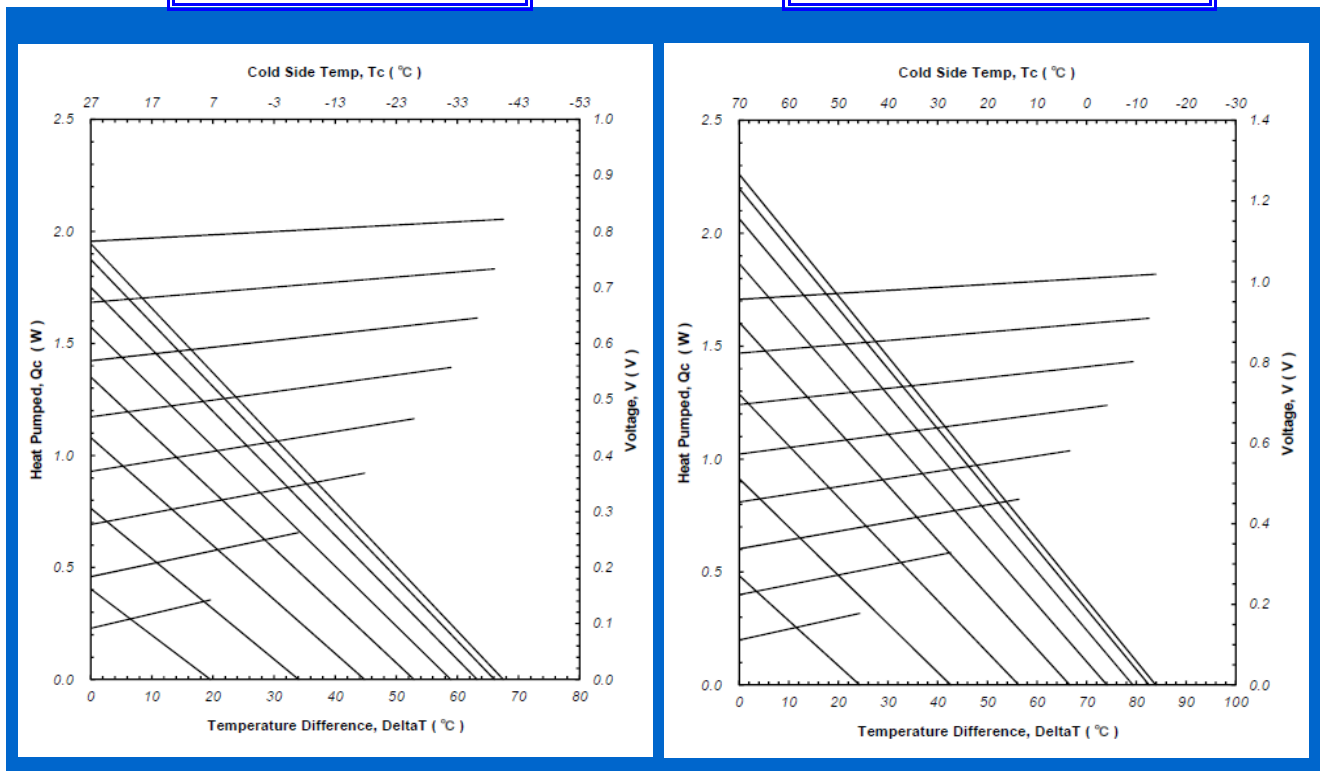 Cold Side Temp, Tc ( °C )
27 17 7 -3 -13 -23 -33 -43 -53
2.5 2.0 1.5 1.0 0.5 0.0
Heat Pumped, Qc ( W )
1.0 0.9 0.8 0.7 0.6 0.5 0.4 0.3 0.2 0.1 0.0
Voltage, V ( V )
0 10 20 30 40 50 60 70 80
Temperature Difference, DeltaT ( °C )
Cold Side Temp, Tc ( °C )
70 60 50 40 30 20 10 0 -10 -20 -30
2.5 2.0 1.5 1.0 0.5 0.0
Heat Pumped, Qc ( W )
1.4 1.2 1.0 0.8 0.6 0.4 0.2 0.0
Voltage, V ( V )
0 10 20 30 40 50 60 70 80 90 100
Temperature Difference, DeltaT ( °C )